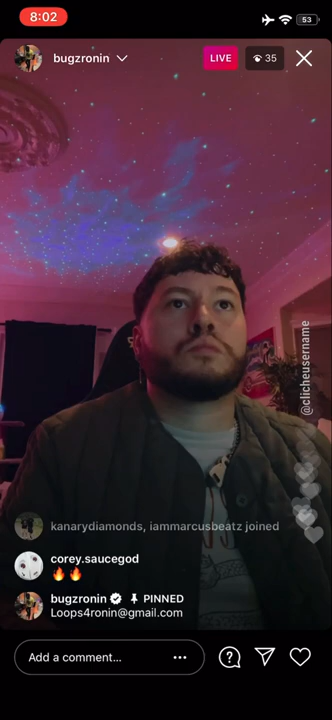 8:02
53
bugzronin
LIVE
35
@clicheusername
kanarydiamonds, iammarcusbeatz joined
corey.saucegod
🔥🔥
bugzronin PINNED
Loops4ronin@gmail.com
Add a comment...